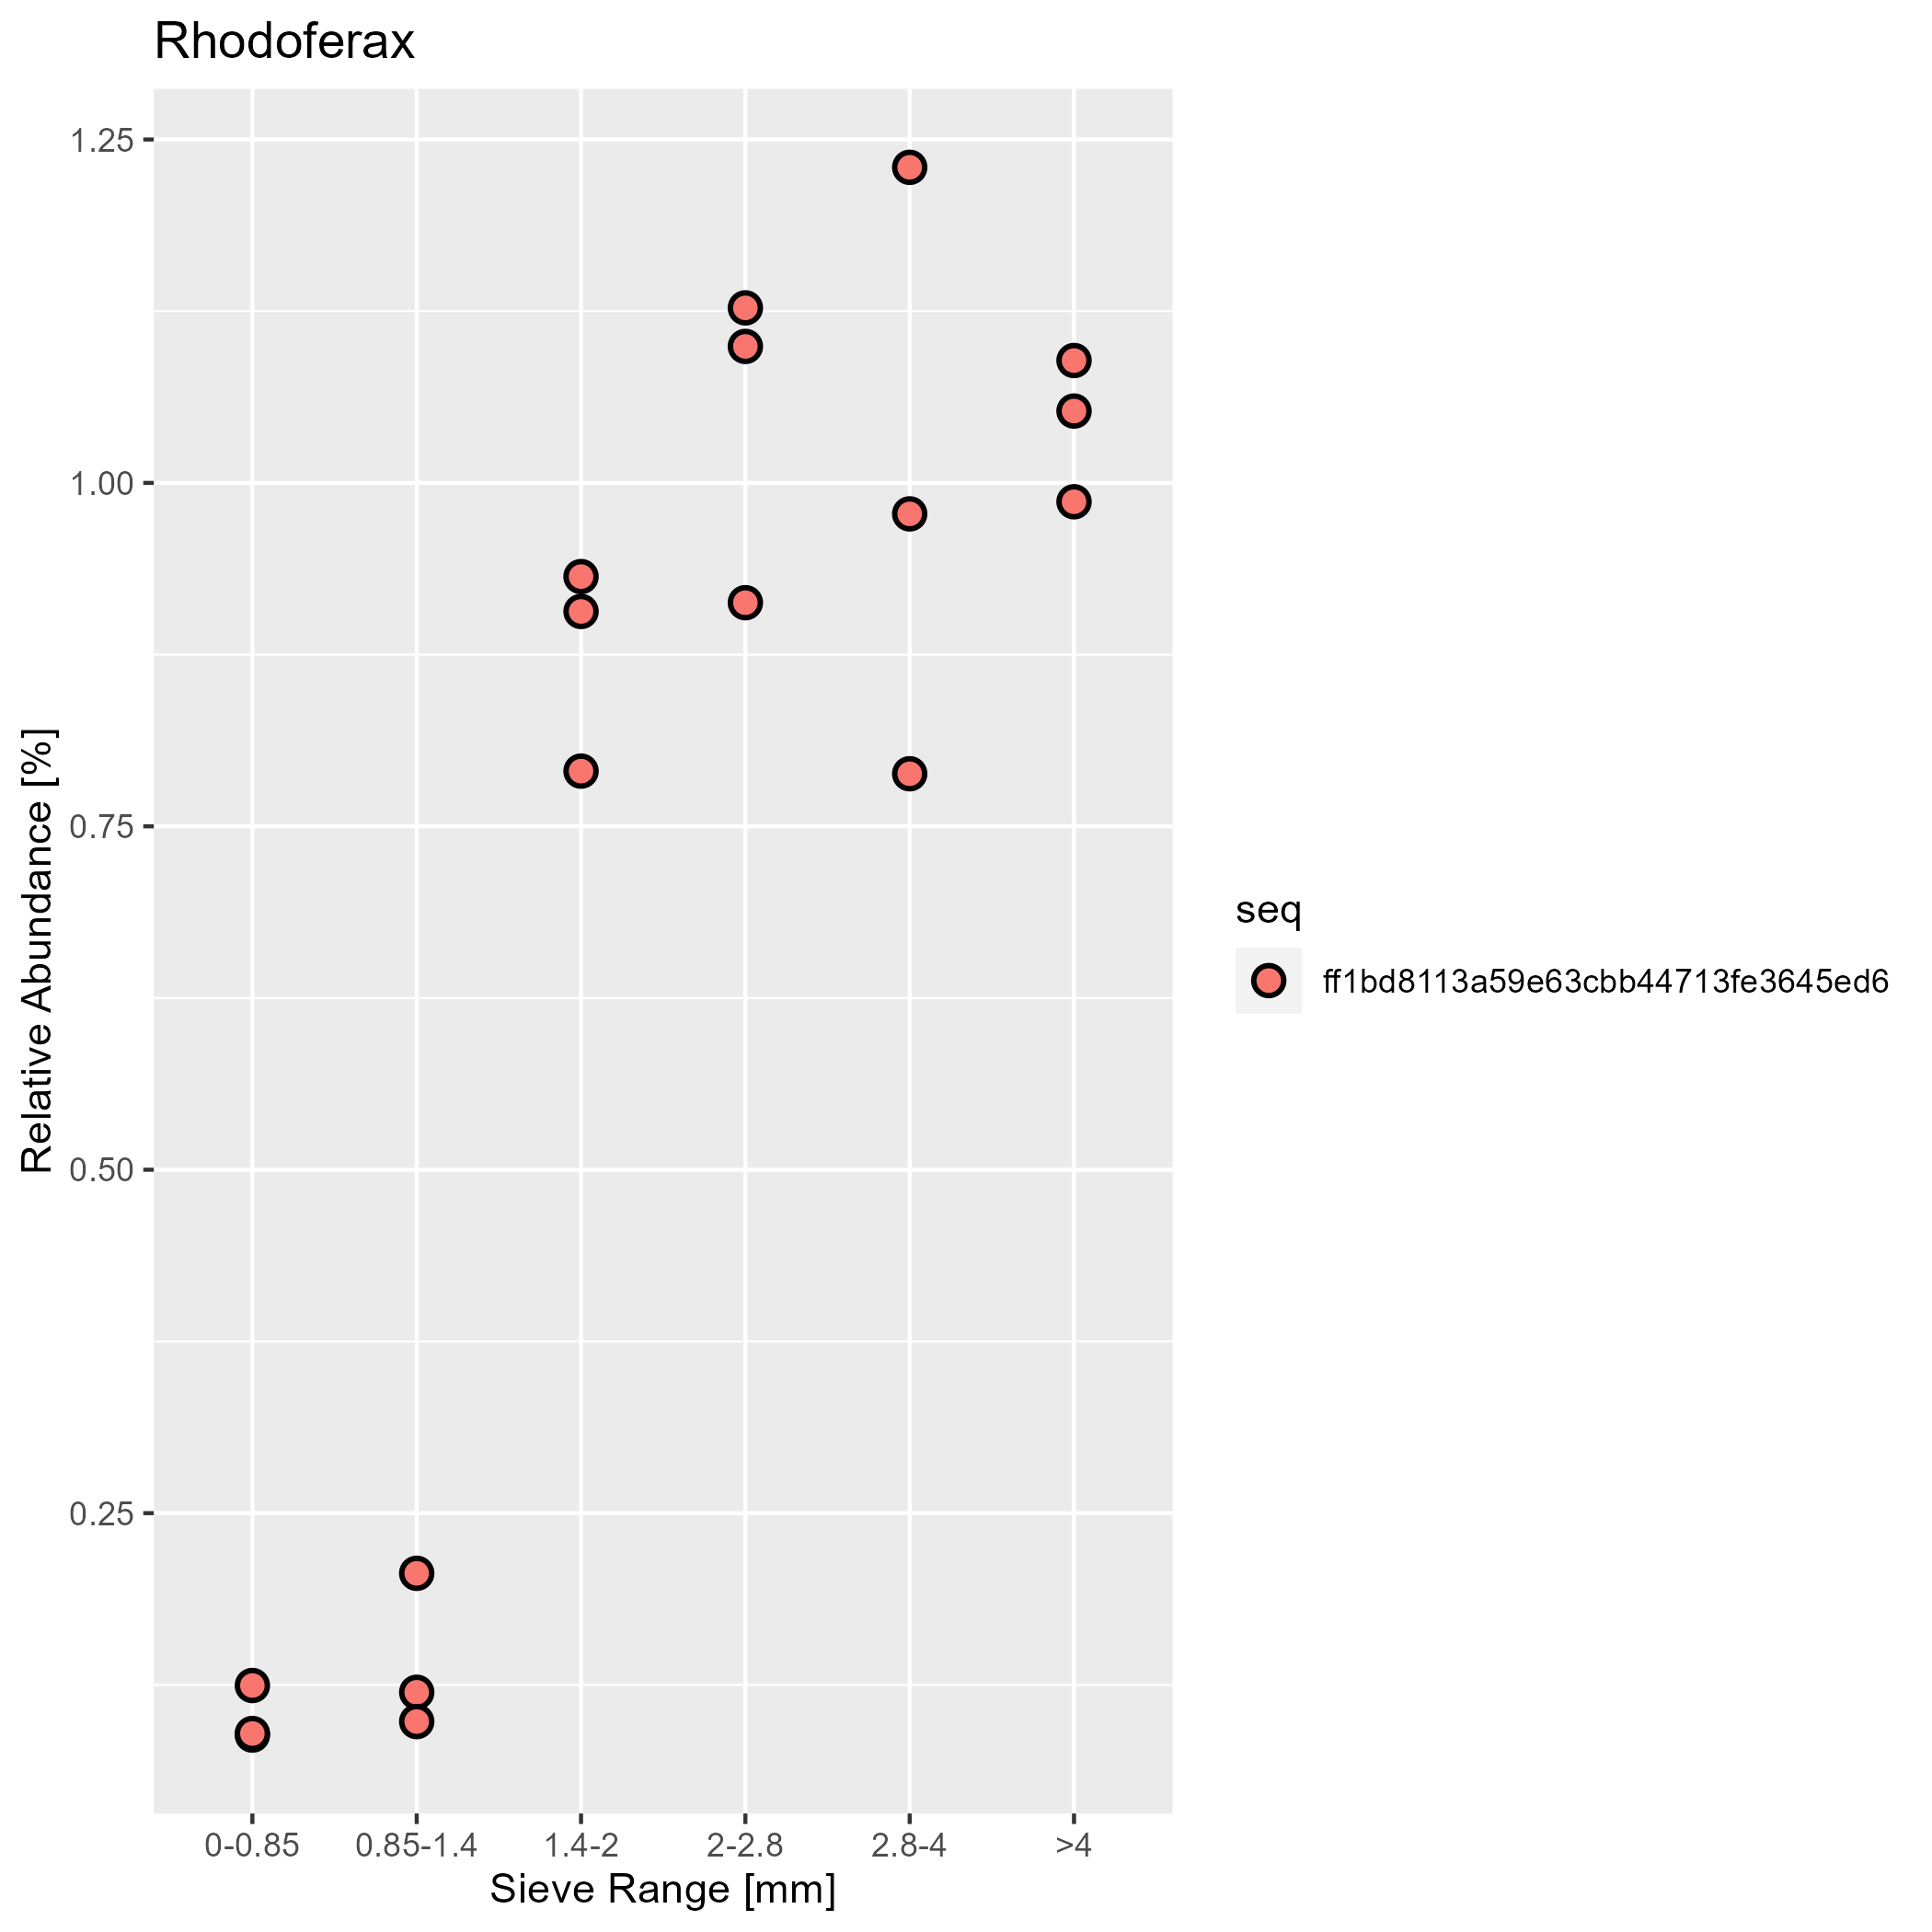 Rhodoferax
Relative Abundance [%]
1.25
1.00
0.75
0.50
0.25
0-0.85 0.85-1.4 1.4-2 2-2.8 2.8-4 >4
Sieve Range [mm]
seq
ff1bd8113a59e63cbb44713fe3645ed6